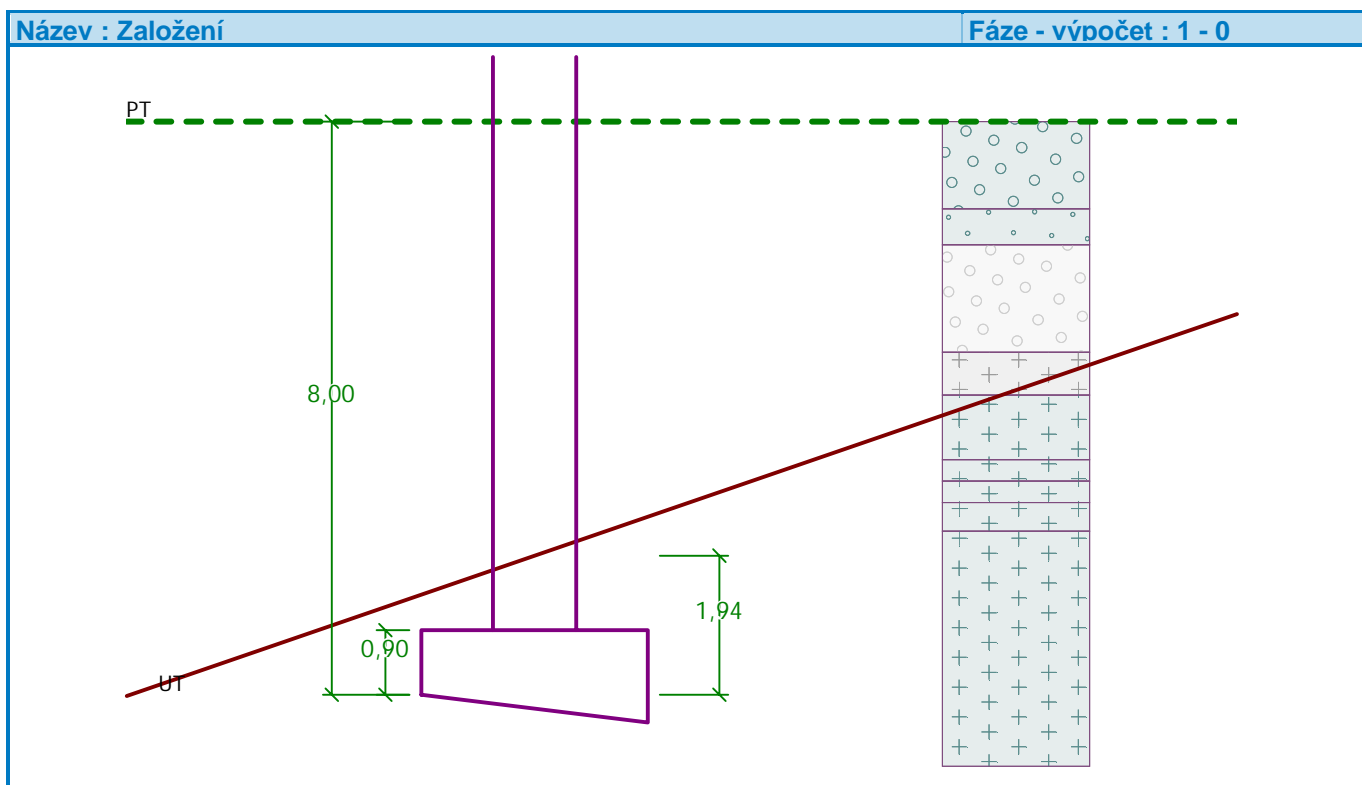 Název : Založení
Fáze - výpočet : 1 - 0
PT
8,00
1,94
0,90
UT